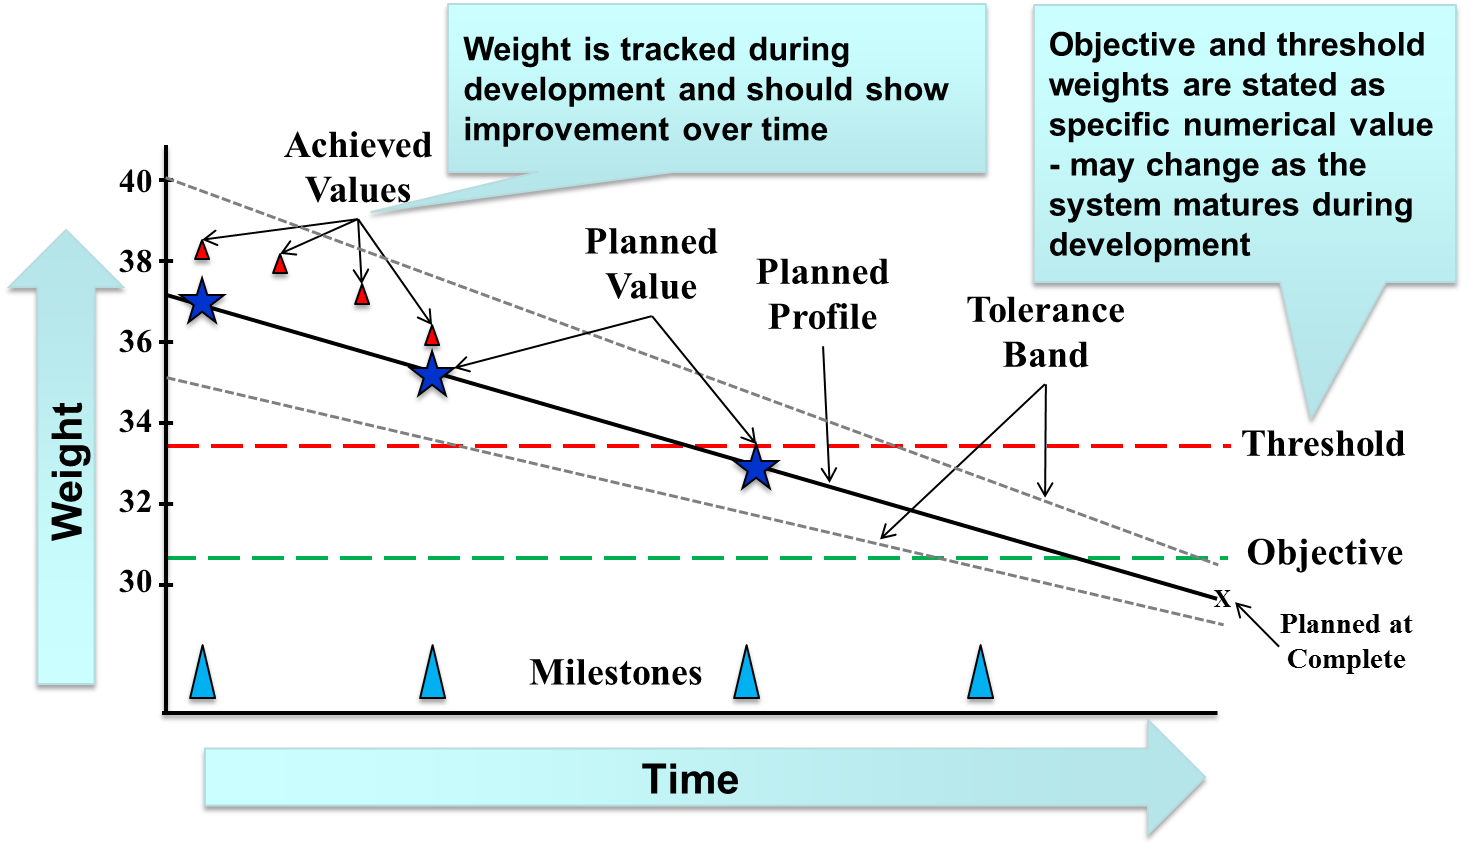 Weight is tracked during
development and should show
improvement over time
Objective and threshold
weights are stated as
specific numerical value
- may change as the
system matures during
development
Achieved
Values
Planned
Value
Planned
Profile
Tolerance
Band
40
38
36
34
32
30
Weight
Threshold
Objective
X
Planned at
Complete
Milestones
Time